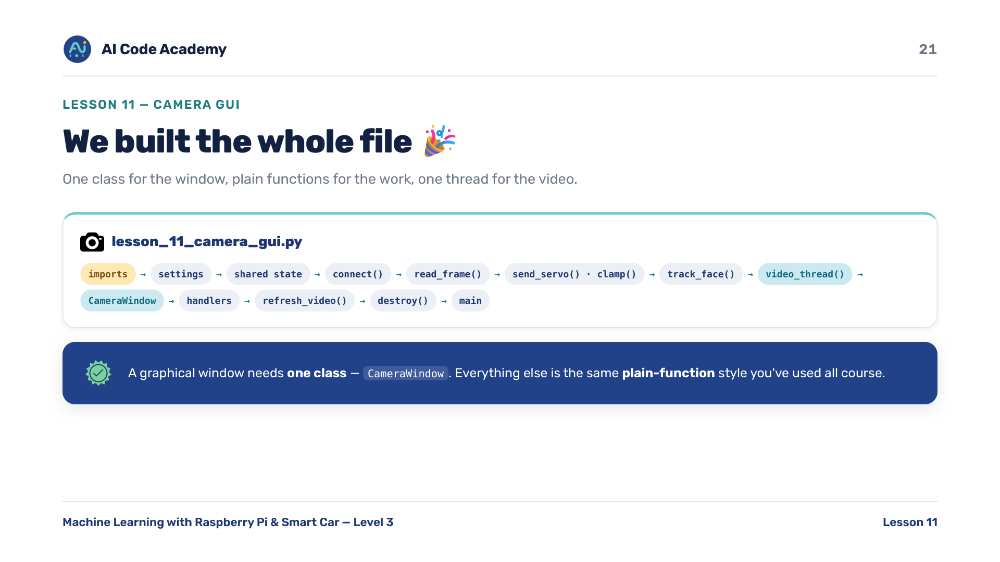 AI Code Academy
21
LESSON 11 – CAMERA GUI
We built the whole file 🎉
One class for the window, plain functions for the work, one thread for the video.
lesson_11_camera_gui.py
imports → settings → shared state → connect() → read_frame() → send_servo() · clamp() → track_face() → video_thread() →
CameraWindow → handlers → refresh_video() → destroy() → main
A graphical window needs one class – CameraWindow. Everything else is the same plain-function style you've used all course.
Machine Learning with Raspberry Pi & Smart Car – Level 3
Lesson 11